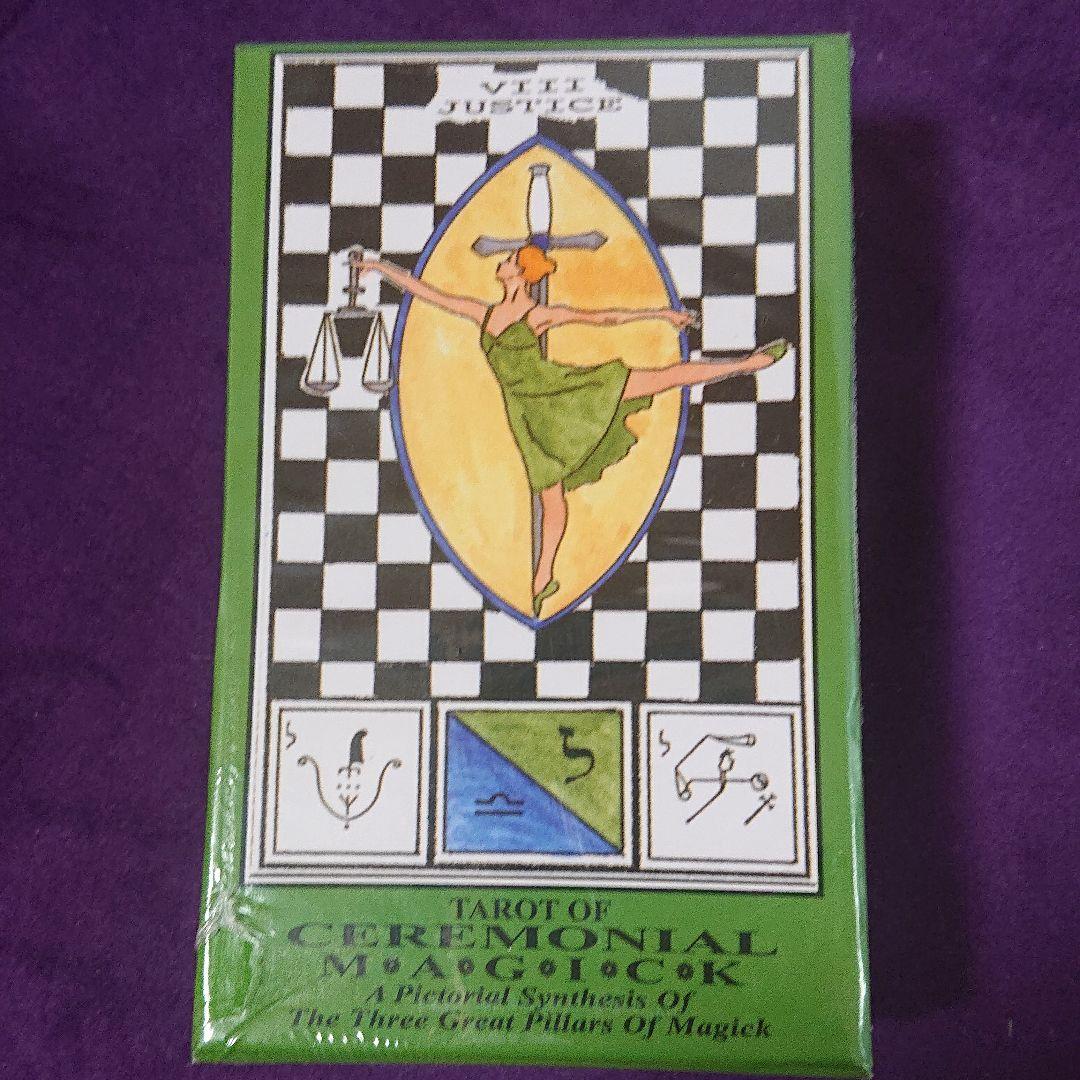 VIII
JUSTICE
ל
♎
TAROT OF
CEREMONIAL
M•A•G•I•C•K
A Pictorial Synthesis Of
The Three Great Pillars Of Magick